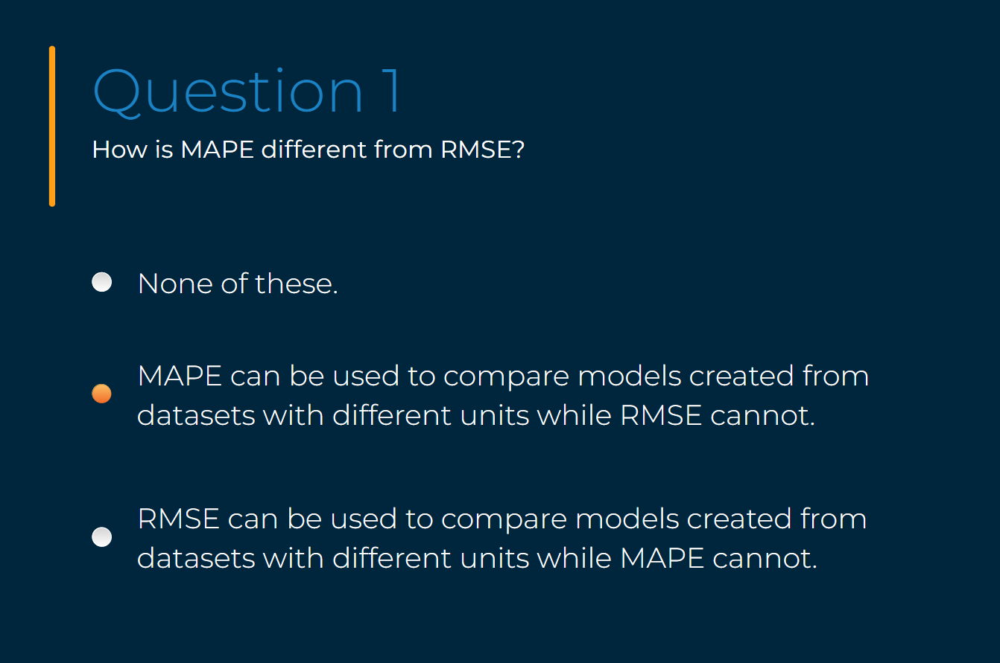 Question 1
How is MAPE different from RMSE?
None of these.
MAPE can be used to compare models created from
datasets with different units while RMSE cannot.
RMSE can be used to compare models created from
datasets with different units while MAPE cannot.